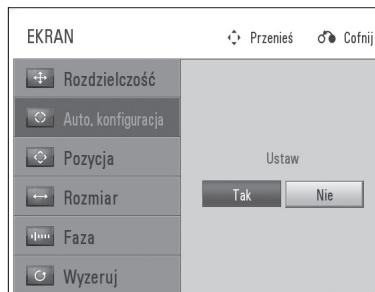 EKRAN Przenieś Cofnij
Rozdzielczość
Auto. konfiguracja
Pozycja
Ustaw
Rozmiar
Tak Nie
Faza
Wyzeruj